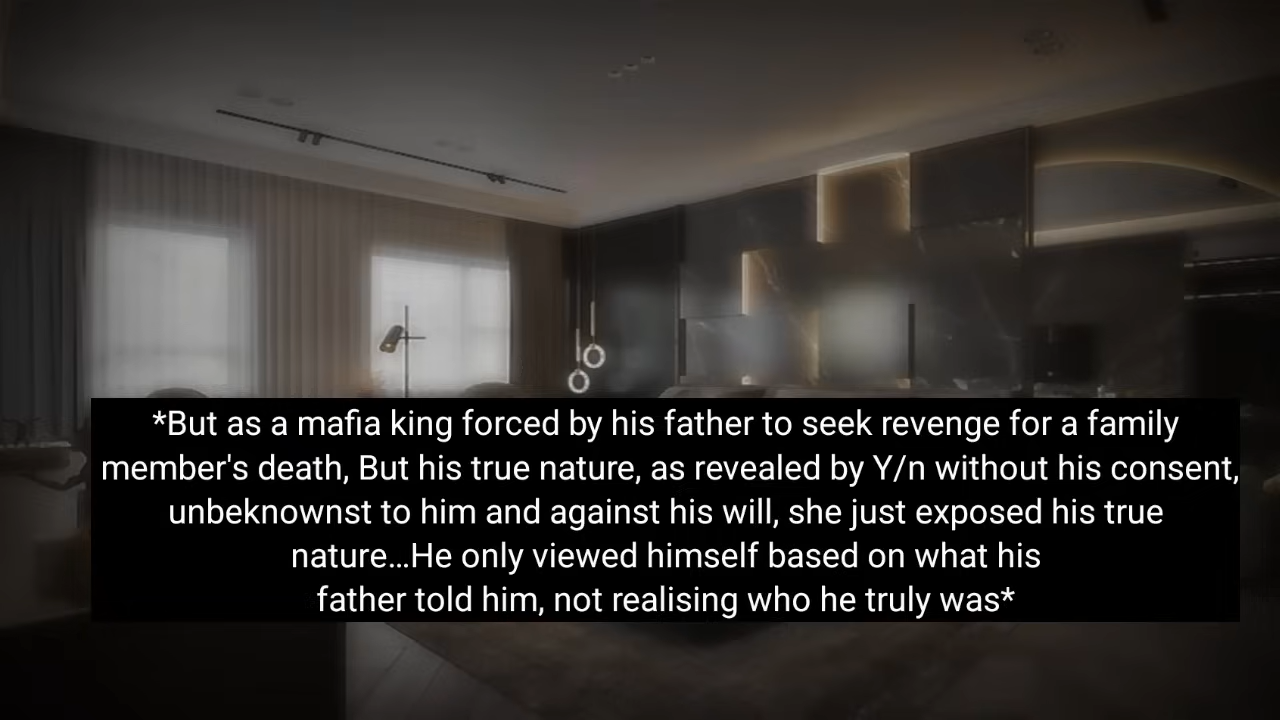 *But as a mafia king forced by his father to seek revenge for a family
member's death, But his true nature, as revealed by Y/n without his consent,
unbeknownst to him and against his will, she just exposed his true
nature...He only viewed himself based on what his
father told him, not realising who he truly was*